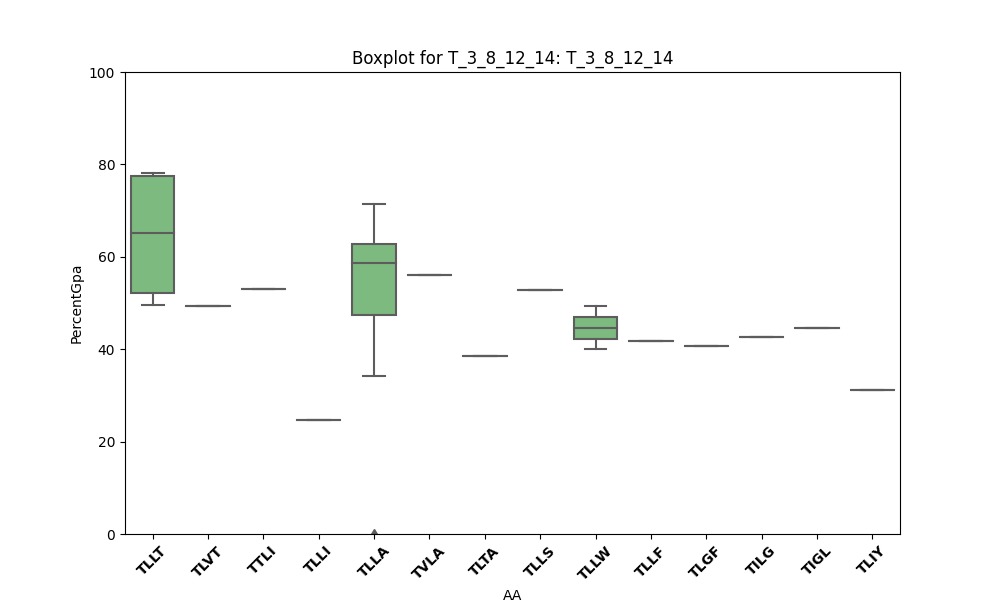 Boxplot for T_3_8_12_14: T_3_8_12_14
100
80
60
40
20
0
PercentGpa
TLLT
TLVT
TTLI
TLLI
TLLA
TVLA
TLTA
TLLS
TLLW
TLLF
TLGF
TILG
TIGL
TLIY
AA